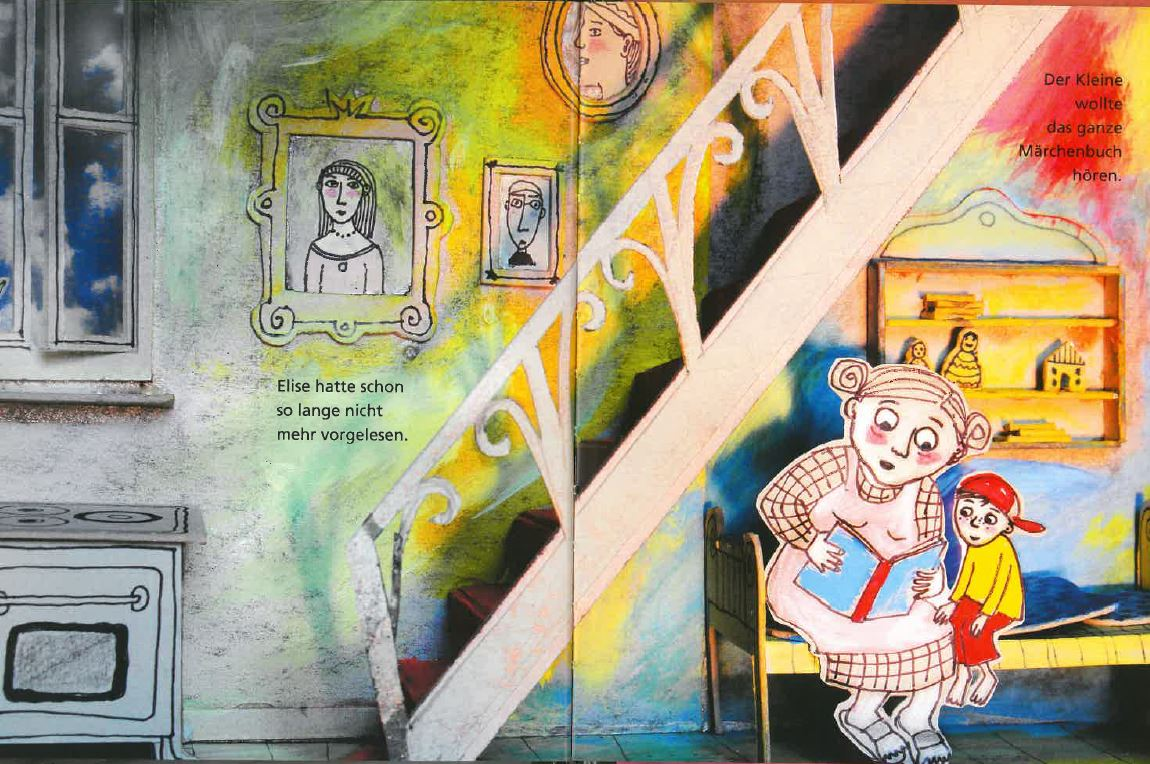 Elise hatte schon
so lange nicht
mehr vorgelesen.
Der Kleine
wollte
das ganze
Märchenbuch
hören.